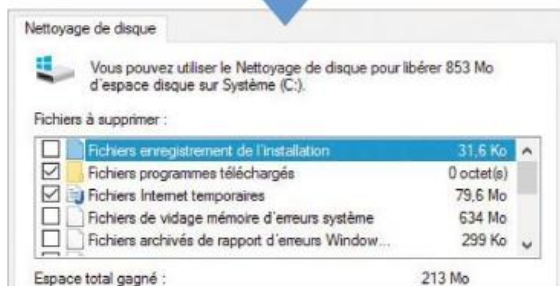 Nettoyage de disque
Vous pouvez utiliser le Nettoyage de disque pour libérer 853 Mo
d'espace disque sur Système (C:).
Fichiers à supprimer :
Fichiers enregistrement de l'installation 31,6 Ko
Fichiers programmes téléchargés 0 octet(s)
Fichiers Internet temporaires 79,6 Mo
Fichiers de vidage mémoire d'erreurs système 634 Mo
Fichiers archivés de rapport d'erreurs Window... 299 Ko
Espace total gagné : 213 Mo